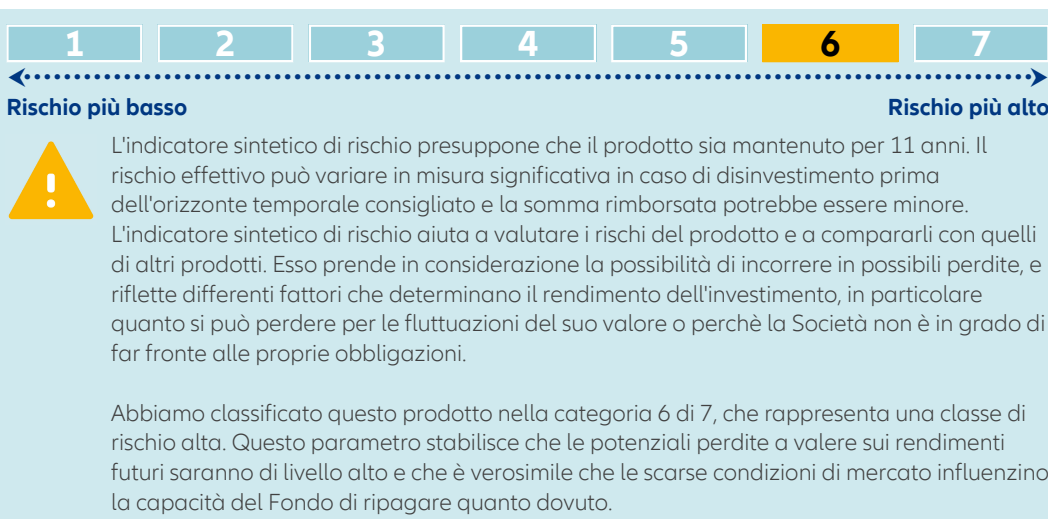 1 2 3 4 5 6 7
Rischio più basso Rischio più alto
L'indicatore sintetico di rischio presuppone che il prodotto sia mantenuto per 11 anni. Il
rischio effettivo può variare in misura significativa in caso di disinvestimento prima
dell'orizzonte temporale consigliato e la somma rimborsata potrebbe essere minore.
L'indicatore sintetico di rischio aiuta a valutare i rischi del prodotto e a compararli con quelli
di altri prodotti. Esso prende in considerazione la possibilità di incorrere in possibili perdite, e
riflette differenti fattori che determinano il rendimento dell'investimento, in particolare
quanto si può perdere per le fluttuazioni del suo valore o perchè la Società non è in grado di
far fronte alle proprie obbligazioni.
Abbiamo classificato questo prodotto nella categoria 6 di 7, che rappresenta una classe di
rischio alta. Questo parametro stabilisce che le potenziali perdite a valere sui rendimenti
futuri saranno di livello alto e che è verosimile che le scarse condizioni di mercato influenzino
la capacità del Fondo di ripagare quanto dovuto.